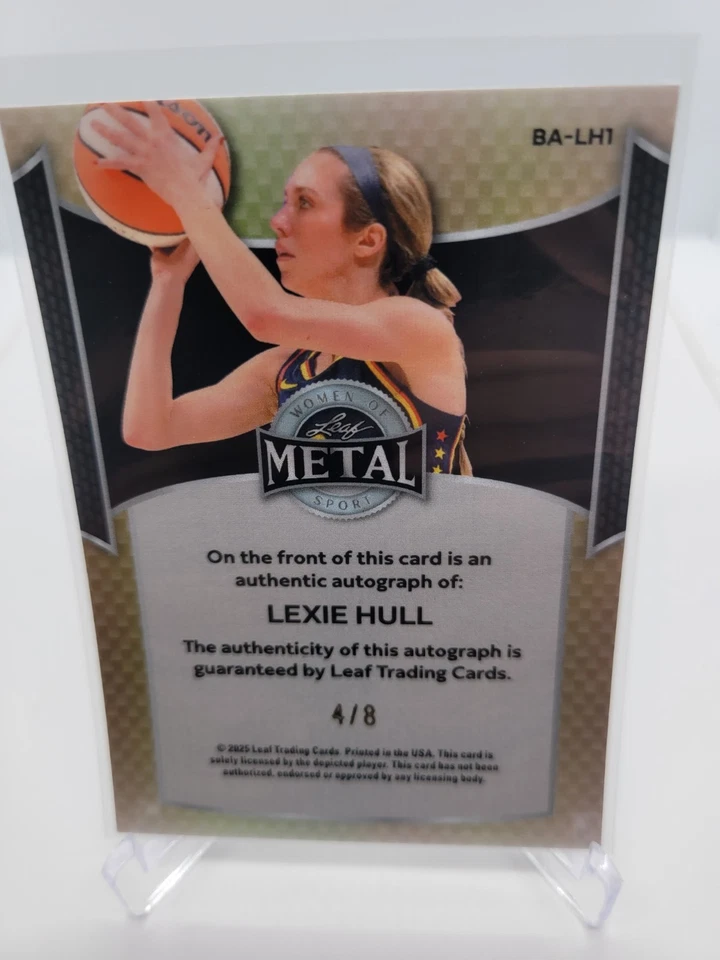 BA-LH1
WOMEN OF
Leaf
METAL
SPORT
On the front of this card is an
authentic autograph of:
LEXIE HULL
The authenticity of this autograph is
guaranteed by Leaf Trading Cards.
4/8
© 2025 Leaf Trading Cards. Printed in the USA. This card is
solely licensed by the depicted player. This card has not been
authorized, endorsed or approved by any licensing body.